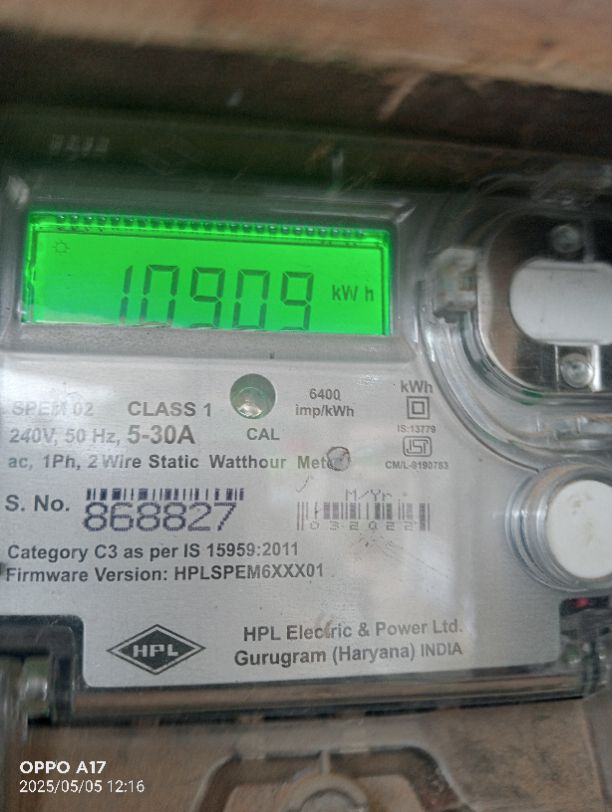 10909 kWh
SPEM 02 CLASS 1
6400
imp/kWh
kWh
240V, 50 Hz, 5-30A
CAL
IS:13779
ac, 1Ph, 2 Wire Static Watthour Meter
CM/L-9190753
S. No. 868827
M/Yr
032022
Category C3 as per IS 15959:2011
Firmware Version: HPLSPEM6XXX01
HPL
HPL Electric & Power Ltd.
Gurugram (Haryana) INDIA
OPPO A17
2025/05/05 12:16